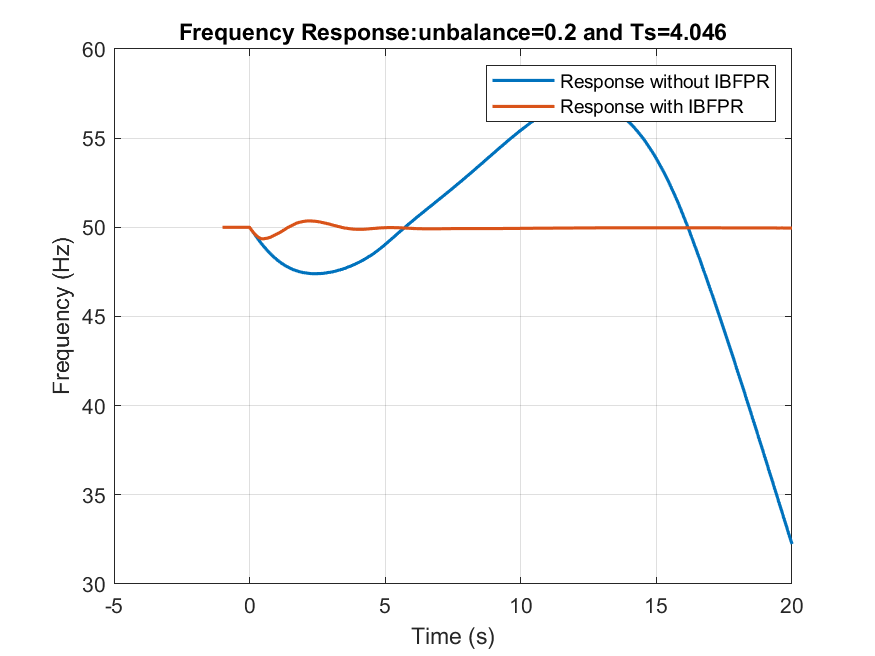 Frequency Response:unbalance=0.2 and Ts=4.046
60
55
50
45
40
35
30
Frequency (Hz)
Response without IBFPR
Response with IBFPR
-5 0 5 10 15 20
Time (s)